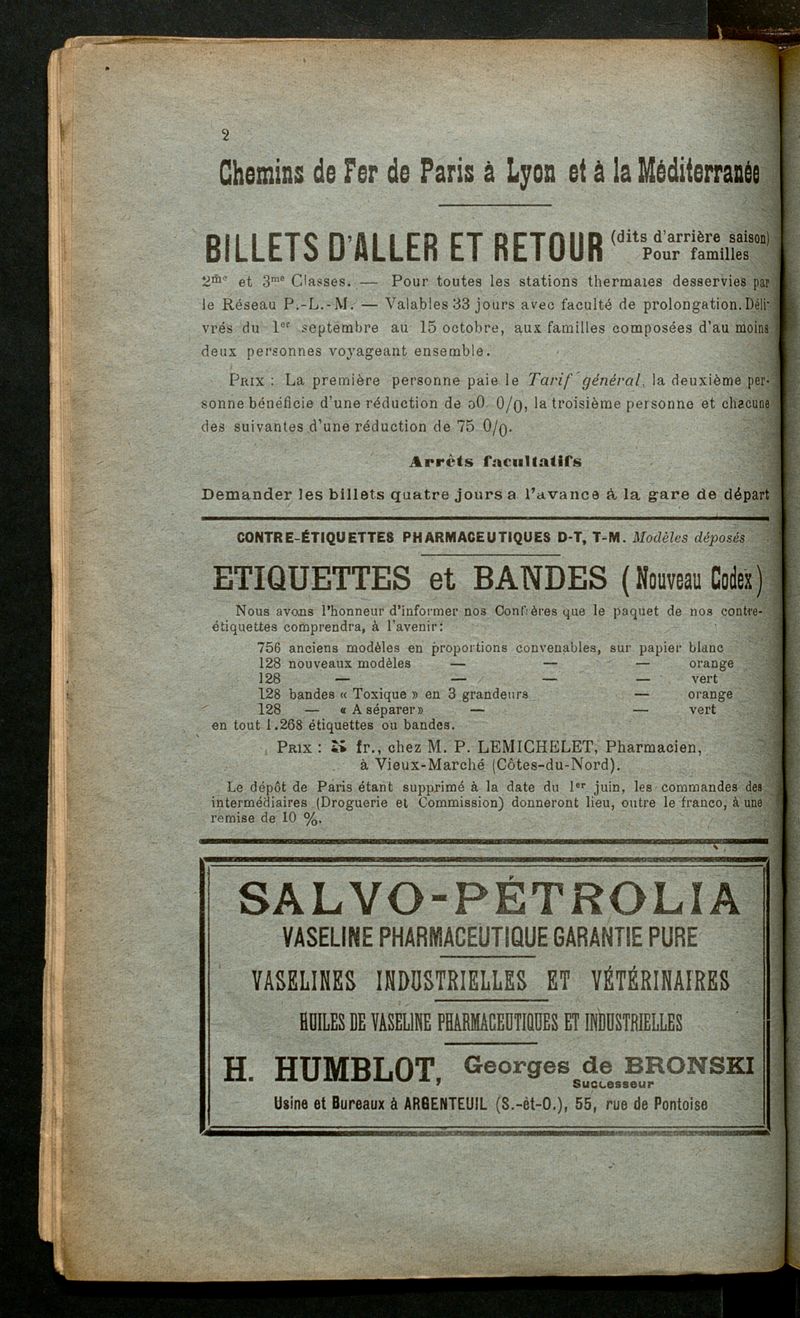 2
Chemins de Fer de Paris à Lyon et à la Méditerranée
BILLETS D'ALLER ET RETOUR (dits d'arrière saison)
Pour familles
2me et 3me Classes. — Pour toutes les stations thermales desservies par
le Réseau P.-L.-M. — Valables 33 jours avec faculté de prolongation. Déli-
vrés du 1er septembre au 15 octobre, aux familles composées d'au moins
deux personnes voyageant ensemble.
PRIX : La première personne paie le Tarif général, la deuxième per-
sonne bénéficie d'une réduction de 50 0/0, la troisième personne et chacune
des suivantes d'une réduction de 75 0/0.
Arrêts facultatifs
Demander les billets quatre jours a l'avance à la gare de départ
CONTRE-ÉTIQUETTES PHARMACEUTIQUES D-T, T-M. Modèles déposés
ETIQUETTES et BANDES (Nouveau Codex)
Nous avons l'honneur d'informer nos Confrères que le paquet de nos contre-
étiquettes comprendra, à l'avenir:
756 anciens modèles en proportions convenables, sur papier blanc
128 nouveaux modèles — — — orange
128 — — — — vert
128 bandes « Toxique » en 3 grandeurs — orange
128 — « A séparer » — — vert
en tout 1.268 étiquettes ou bandes.
PRIX : fr., chez M. P. LEMICHELET, Pharmacien,
à Vieux-Marché (Côtes-du-Nord).
Le dépôt de Paris étant supprimé à la date du 1er juin, les commandes des
intermédiaires (Droguerie et Commission) donneront lieu, outre le franco, à une
remise de 10 %.
SALVO-PÉTROLIA
VASELINE PHARMACEUTIQUE GARANTIE PURE
VASELINES INDUSTRIELLES ET VÉTÉRINAIRES
HUILES DE VASELINE PHARMACEUTIQUES ET INDUSTRIELLES
H. HUMBLOT, Georges de BRONSKI
Successeur
Usine et Bureaux à ARGENTEUIL (S.-et-O.), 55, rue de Pontoise